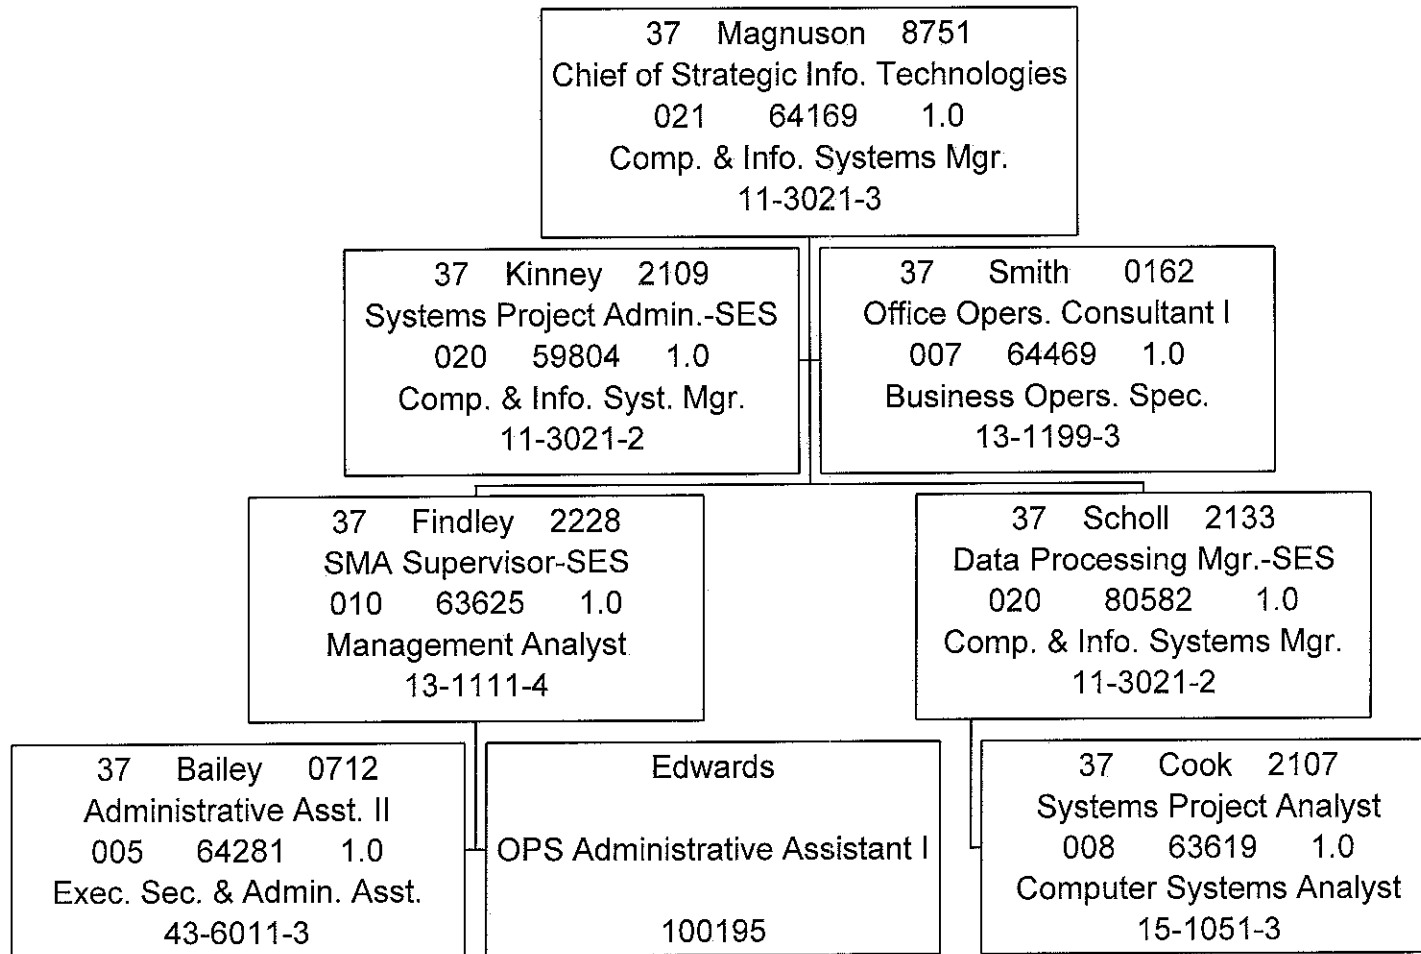 37 Magnuson 8751
Chief of Strategic Info. Technologies
021 64169 1.0
Comp. & Info. Systems Mgr.
11-3021-3
37 Kinney 2109
Systems Project Admin.-SES
020 59804 1.0
Comp. & Info. Syst. Mgr.
11-3021-2
37 Smith 0162
Office Opers. Consultant I
007 64469 1.0
Business Opers. Spec.
13-1199-3
37 Findley 2228
SMA Supervisor-SES
010 63625 1.0
Management Analyst
13-1111-4
37 Scholl 2133
Data Processing Mgr.-SES
020 80582 1.0
Comp. & Info. Systems Mgr.
11-3021-2
37 Bailey 0712
Administrative Asst. II
005 64281 1.0
Exec. Sec. & Admin. Asst.
43-6011-3
Edwards
OPS Administrative Assistant I
100195
37 Cook 2107
Systems Project Analyst
008 63619 1.0
Computer Systems Analyst
15-1051-3